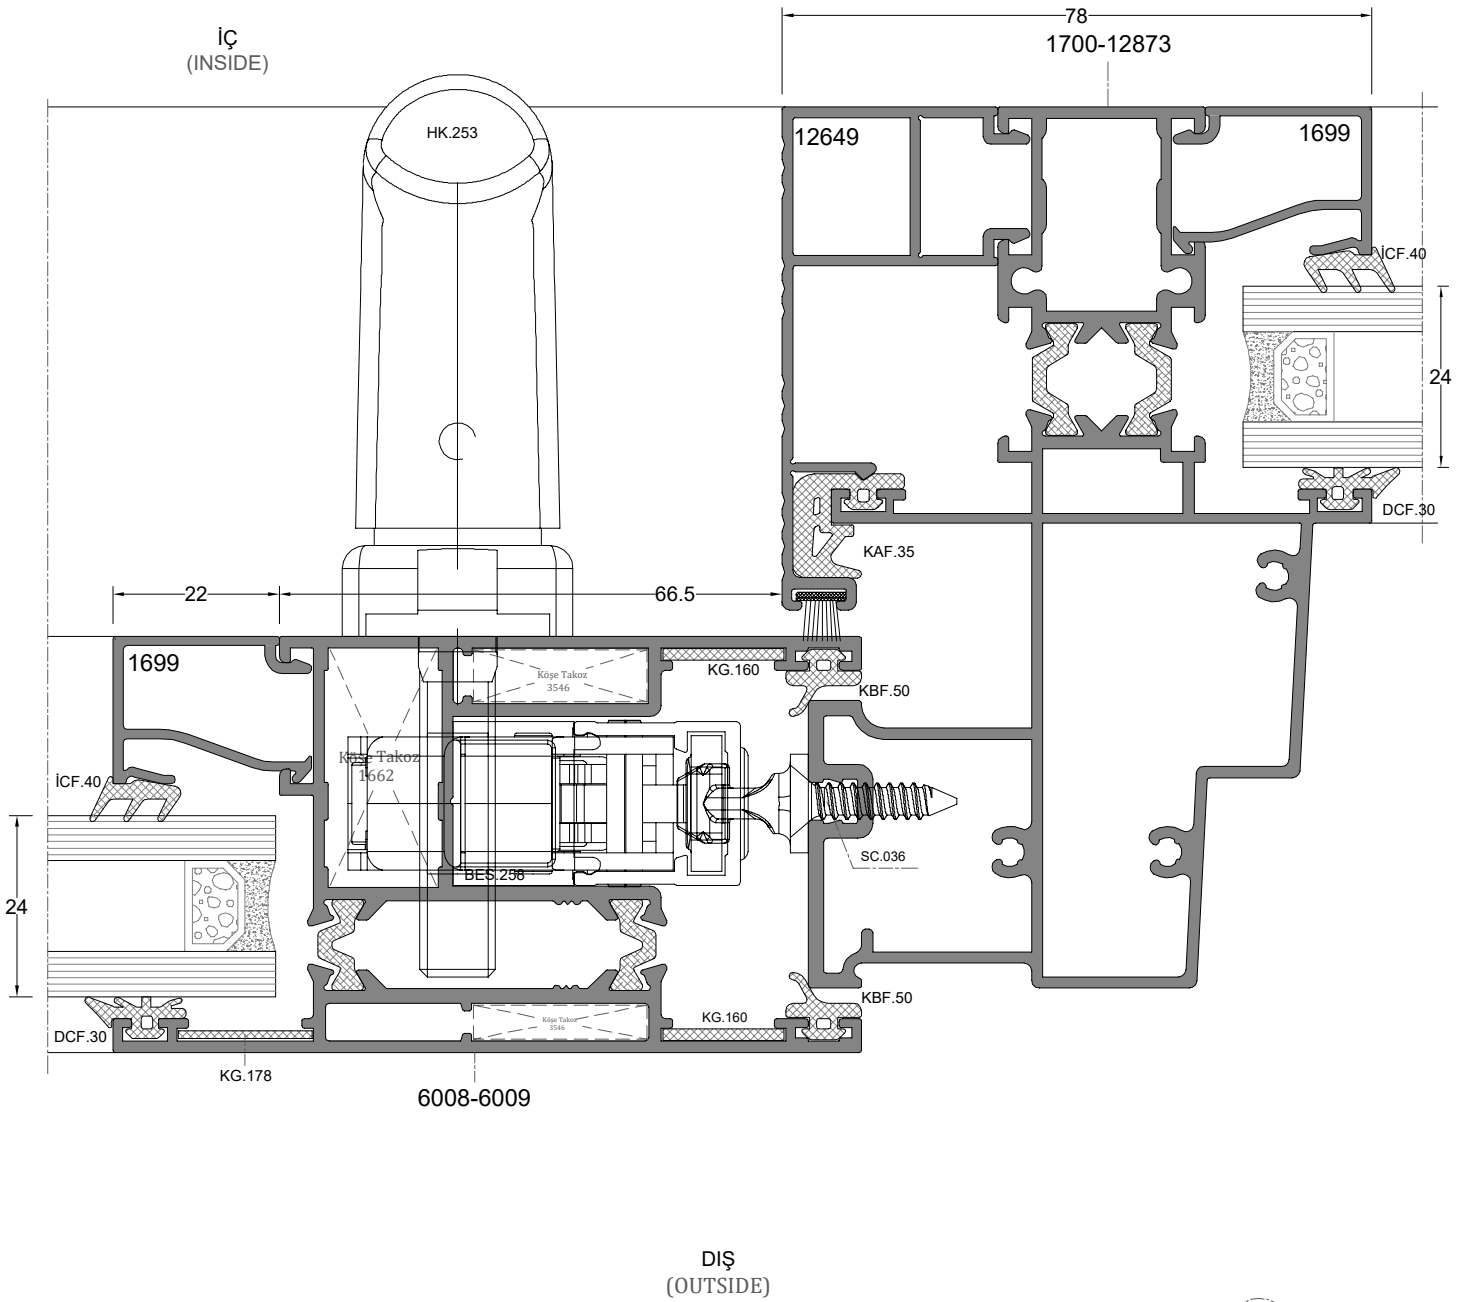 78
1700-12873
İÇ
(INSIDE)
HK.253
12649
1699
İCF.40
24
DCF.30
KAF.35
22
66.5
1699
KG.160
Köşe Takoz
3546
KBF.50
Köşe Takoz
1662
İCF.40
SC.036
BES.258
24
KBF.50
KG.160
Köşe Takoz
3546
DCF.30
KG.178
6008-6009
DIŞ
(OUTSIDE)